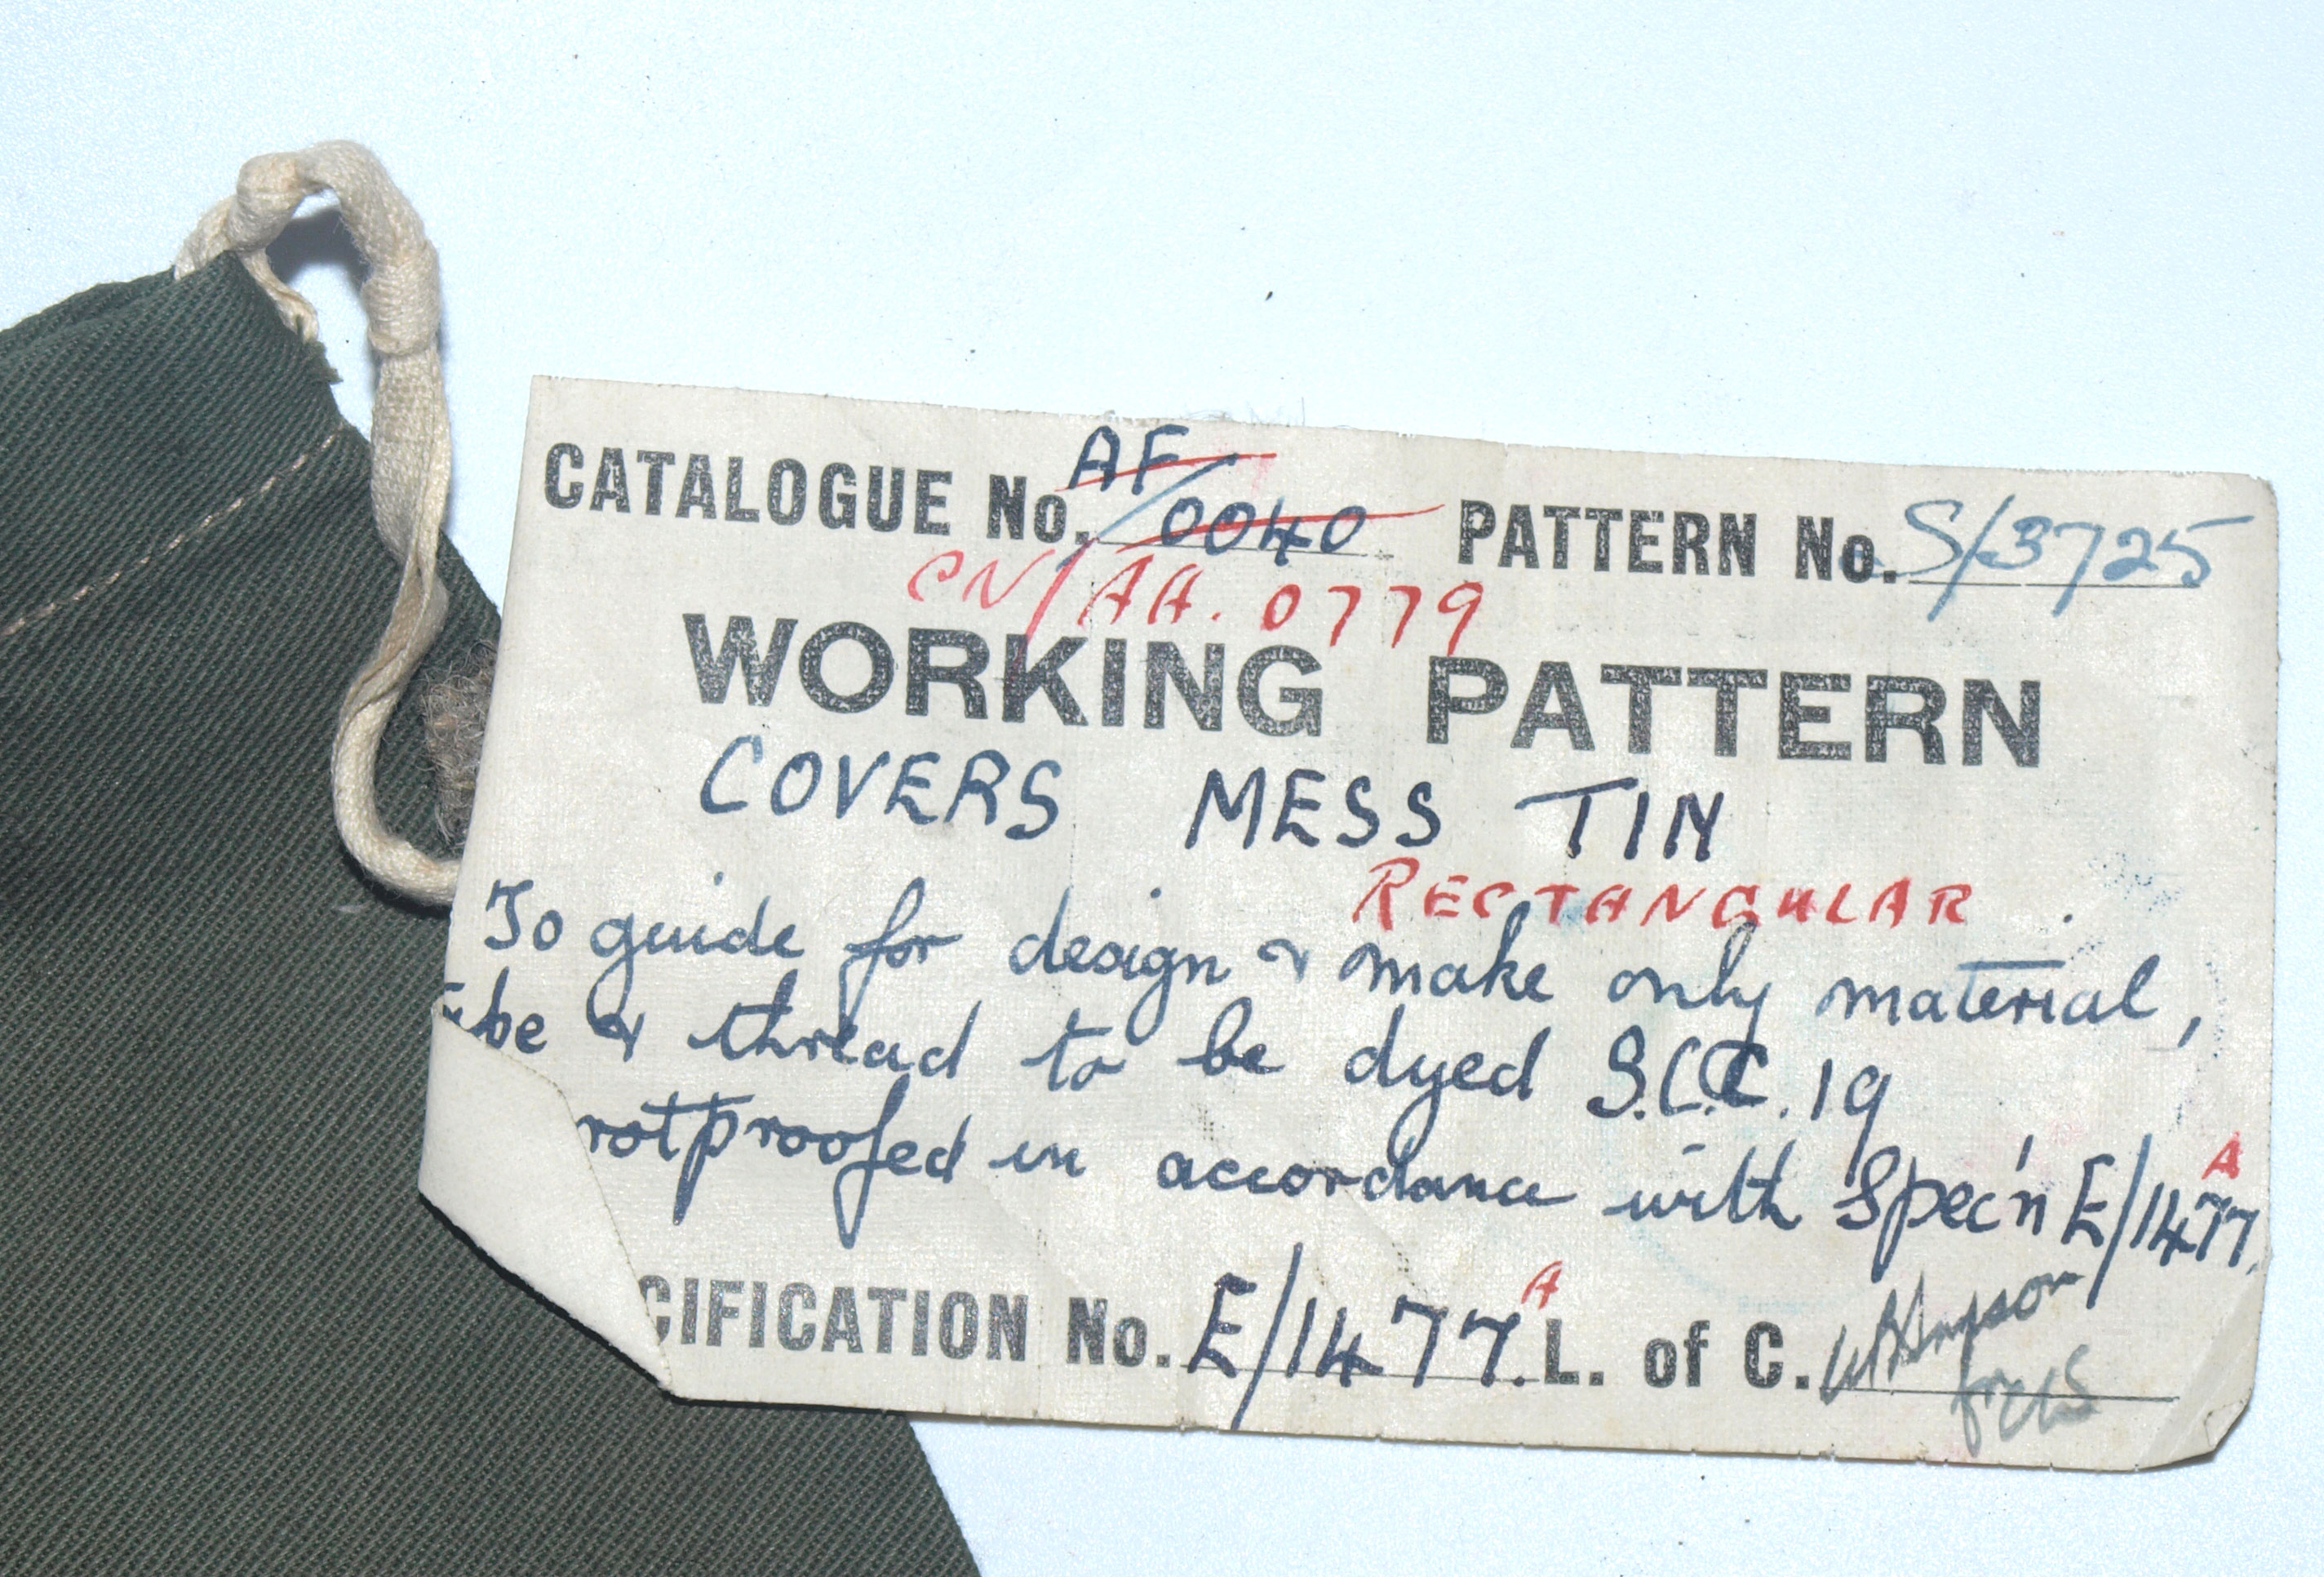 CATALOGUE No. AF/0040 PATTERN No. S/3725
CN/AA. 0779
WORKING PATTERN
COVERS MESS TIN
RECTANGULAR
To guide for design & make only material,
be & thread to be dyed S.C.C. 19
rotproofed in accordance with Spec'n E/1477A.
CIFICATION No. E/1477A. L. of C.